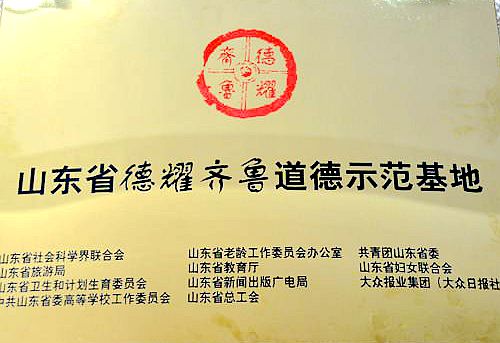 德耀
齊魯
山东省德耀齐鲁道德示范基地
山东省社会科学界联合会 山东省老龄工作委员会办公室 共青团山东省委
山东省旅游局 山东省教育厅 山东省妇女联合会
山东省卫生和计划生育委员会 山东省新闻出版广电局 大众报业集团(大众日报社
中共山东省委高等学校工作委员会 山东省总工会